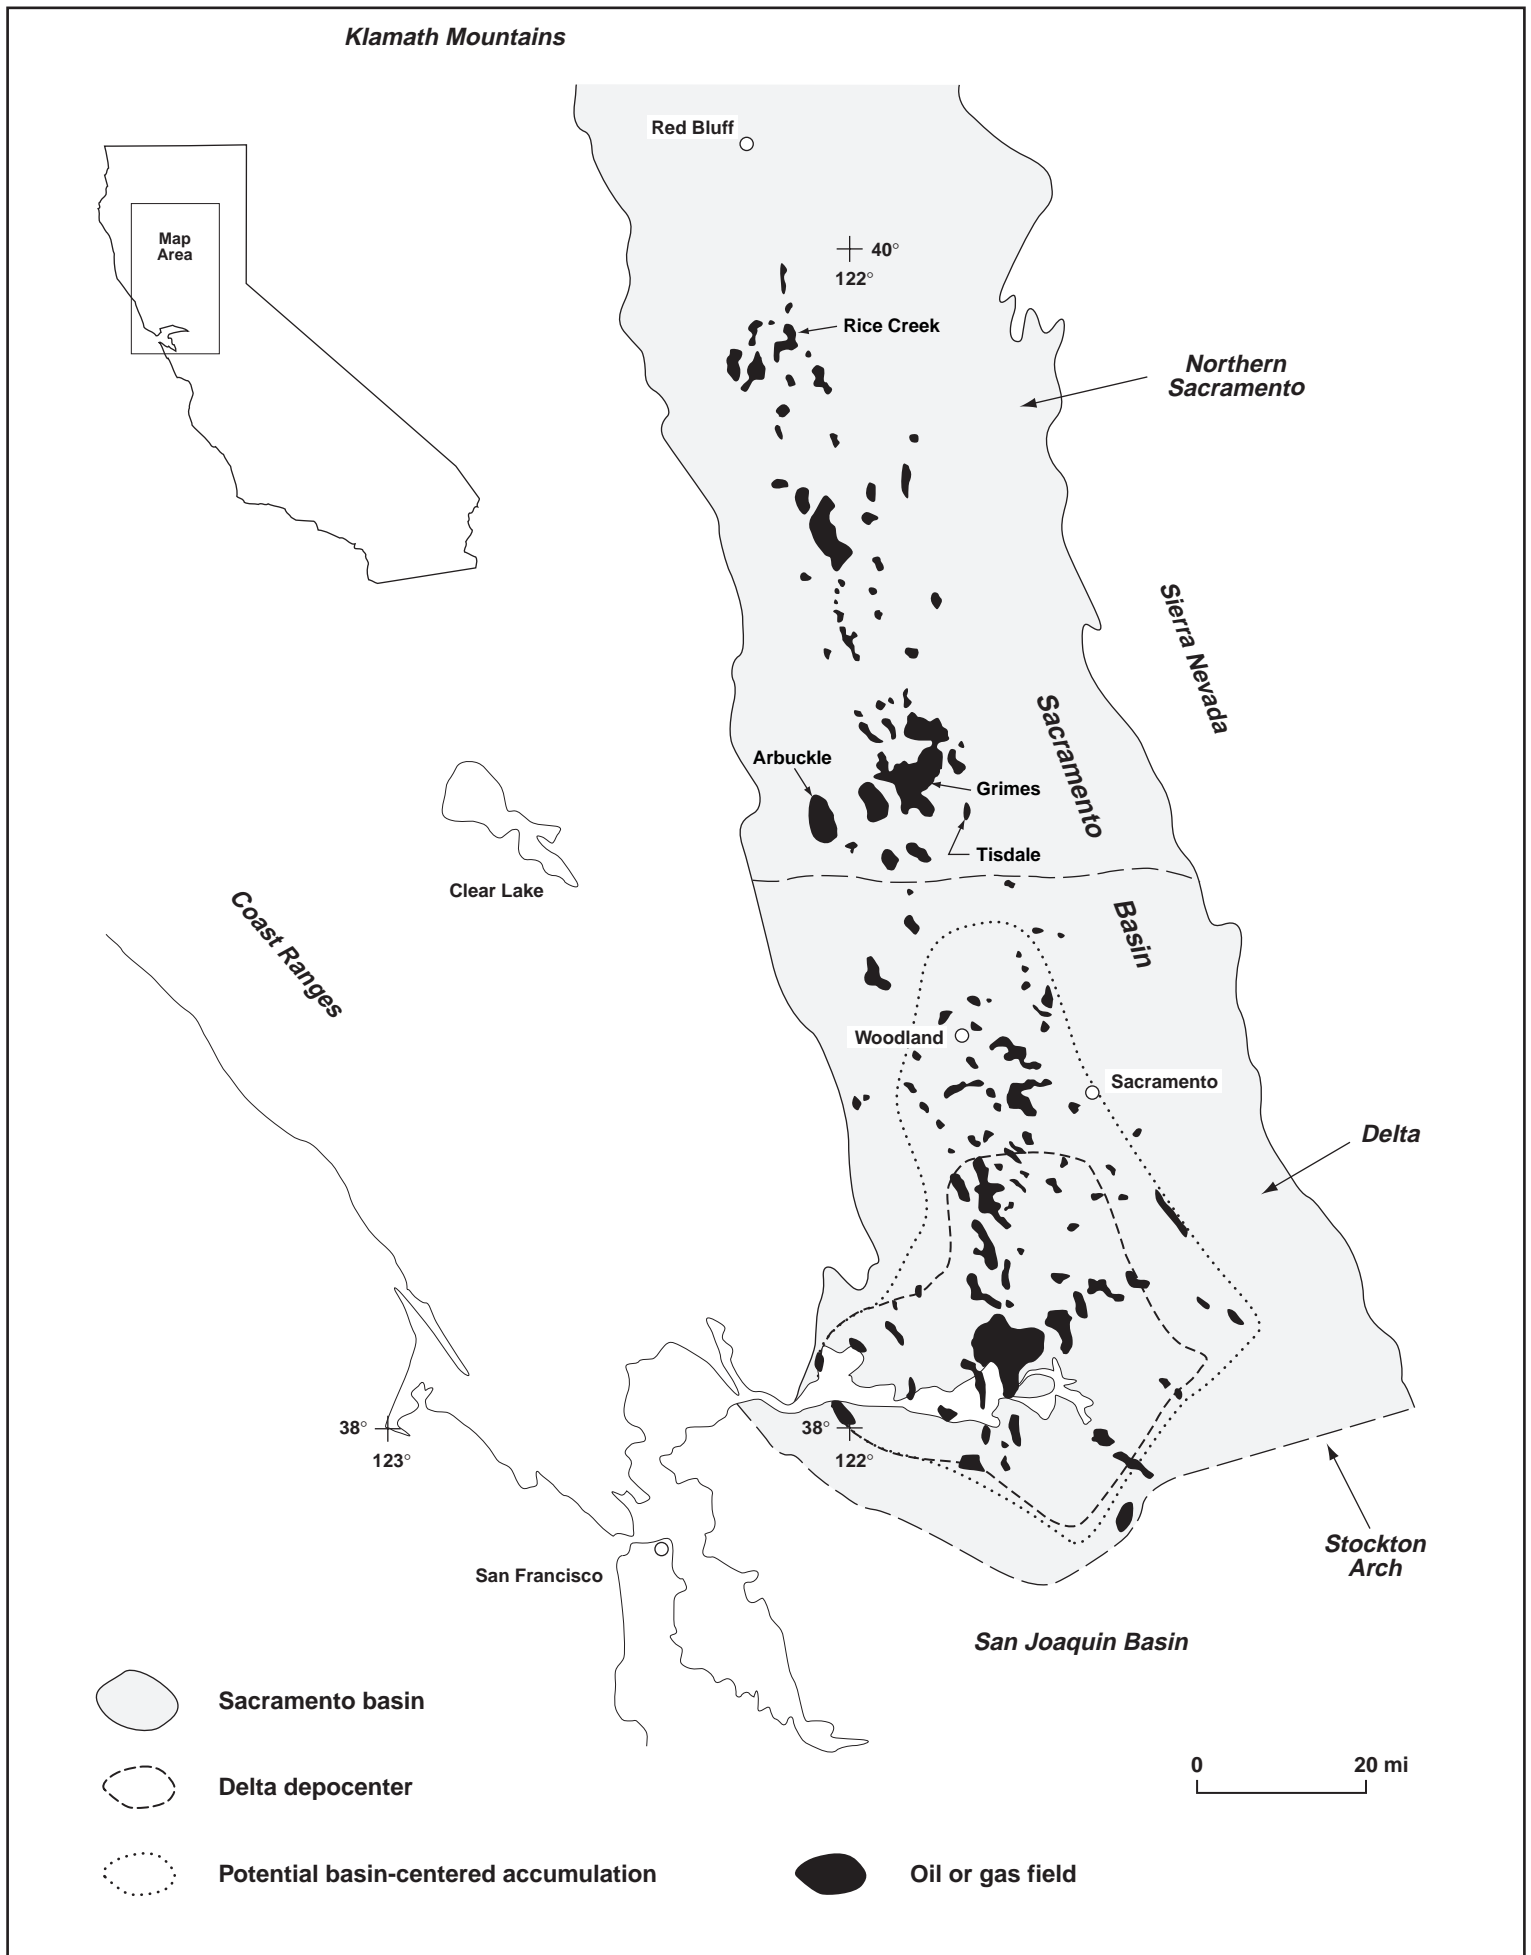 Klamath Mountains
Red Bluff
Map
Area
40°
122°
Rice Creek
Northern
Sacramento
Sierra Nevada
Sacramento
Arbuckle
Grimes
Tisdale
Clear Lake
Coast Ranges
Basin
Woodland
Sacramento
Delta
38°
123°
38°
122°
Stockton
Arch
San Francisco
San Joaquin Basin
Sacramento basin
0 20 mi
Delta depocenter
Potential basin-centered accumulation
Oil or gas field